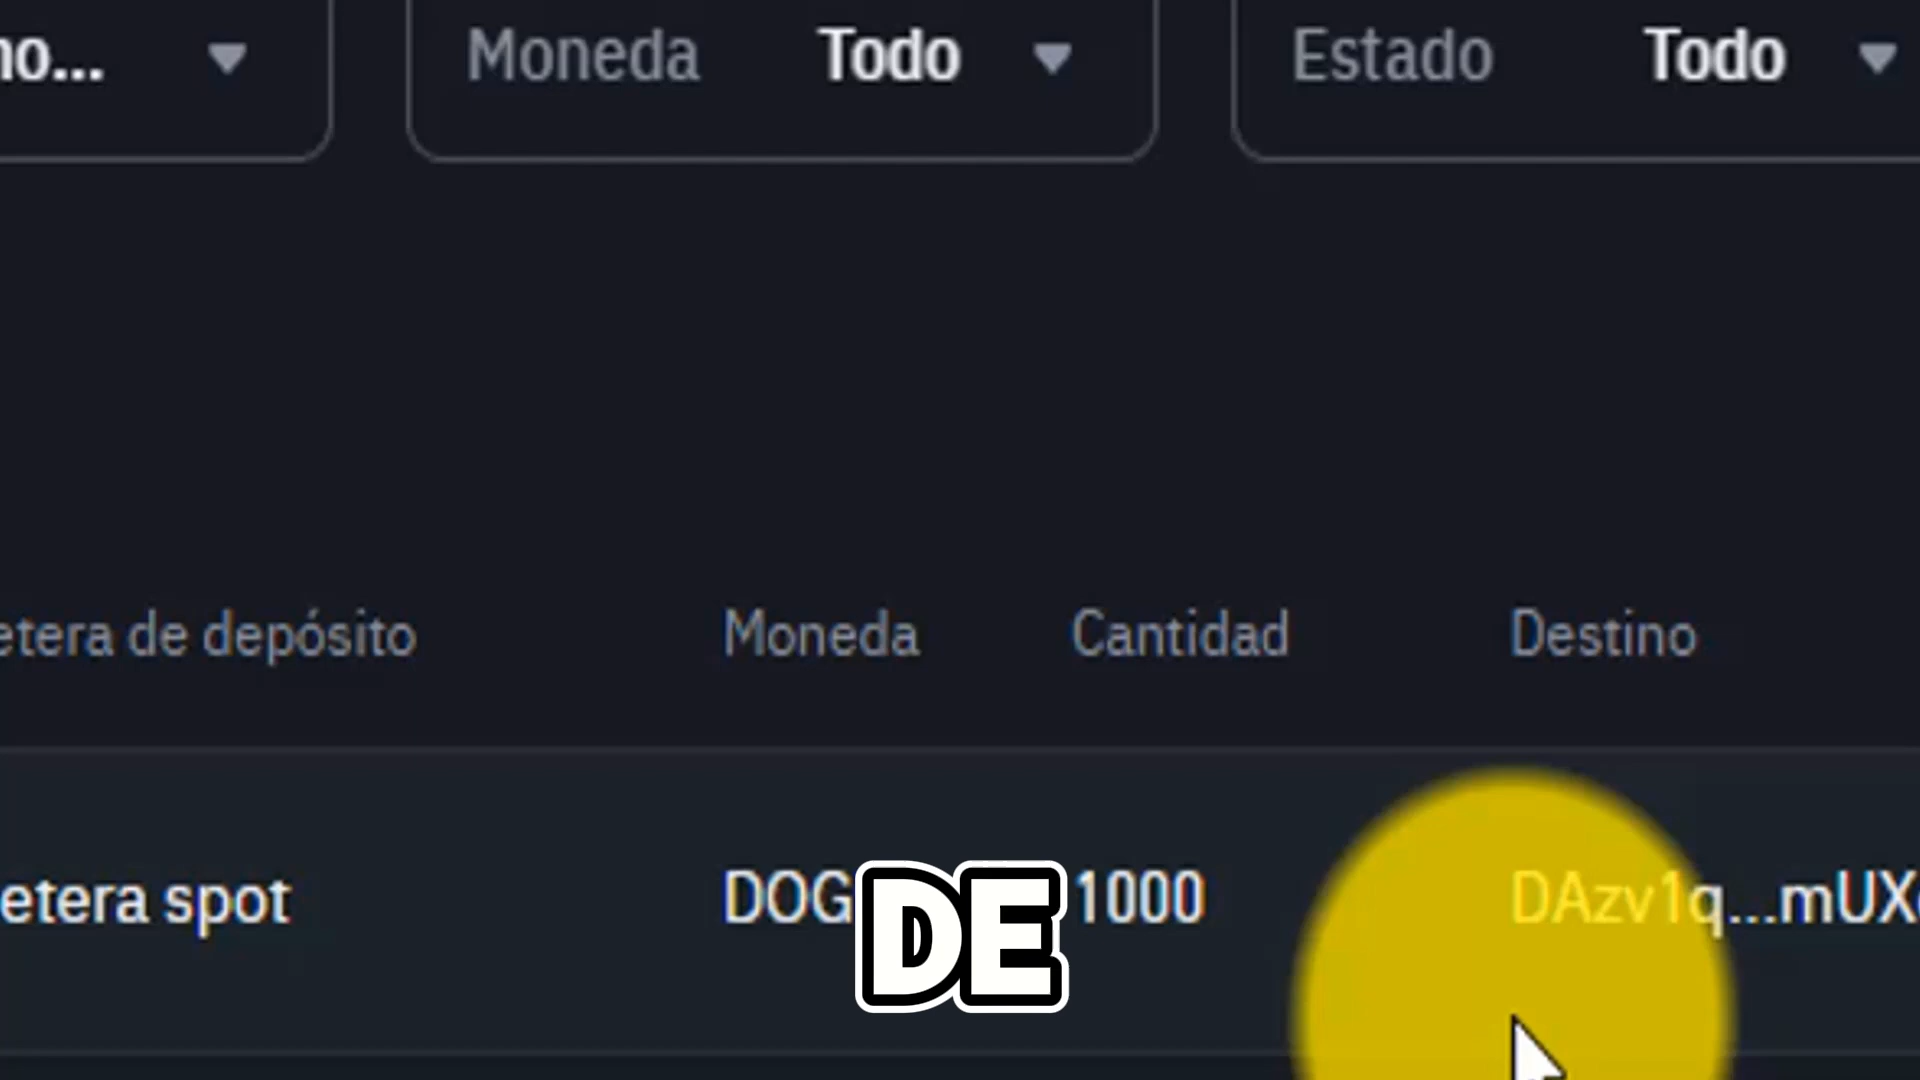 no...
Moneda Todo
Estado Todo
etera de depósito Moneda Cantidad Destino
etera spot DOG 1000 DAzv1q...mUX
DE